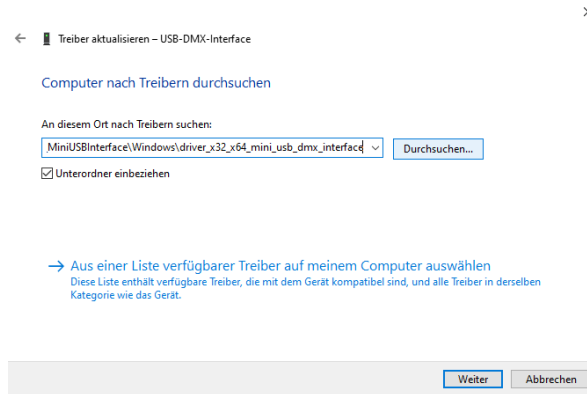 Treiber aktualisieren – USB-DMX-Interface
Computer nach Treibern durchsuchen
An diesem Ort nach Treibern suchen:
MiniUSBInterface\Windows\driver_x32_x64_mini_usb_dmx_interface
Durchsuchen...
Unterordner einbeziehen
Aus einer Liste verfügbarer Treiber auf meinem Computer auswählen
Diese Liste enthält verfügbare Treiber, die mit dem Gerät kompatibel sind, und alle Treiber in derselben
Kategorie wie das Gerät.
Weiter
Abbrechen